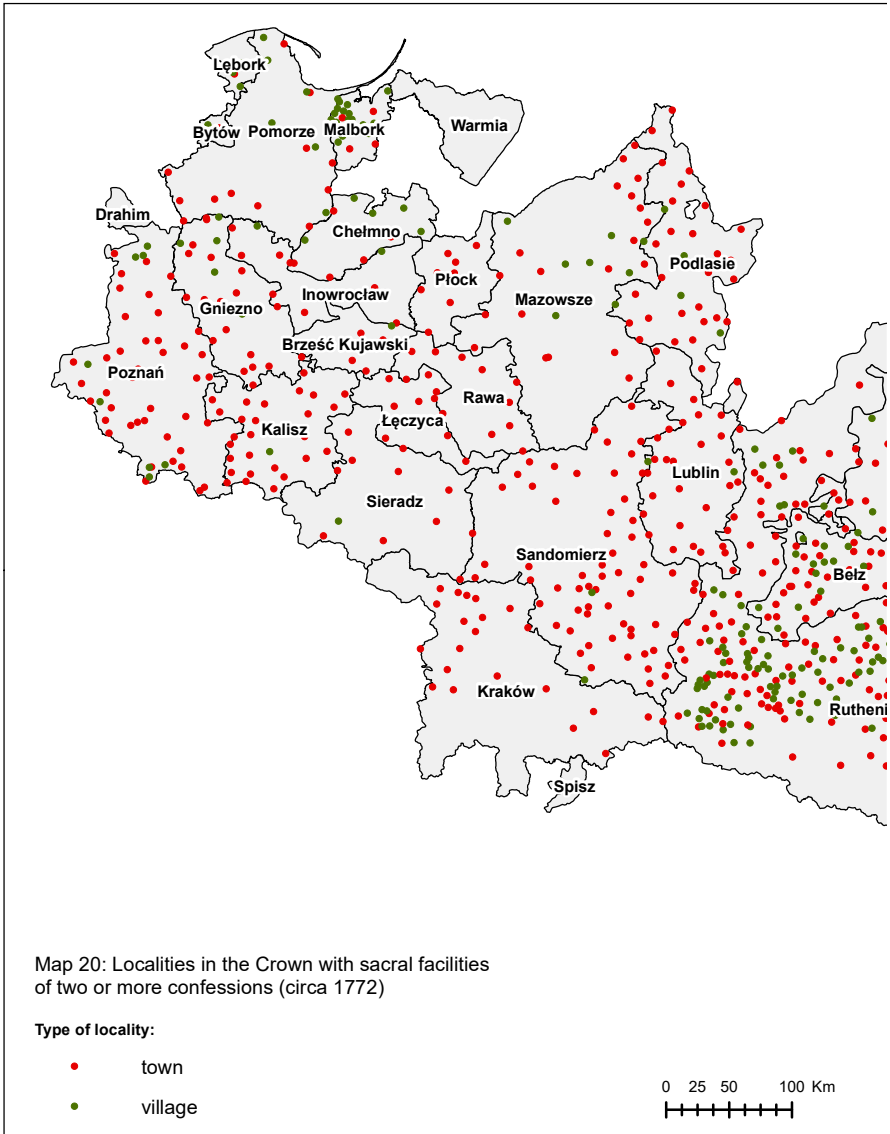 Lębork
Bytów
Pomorze
Malbork
Warmia
Drahim
Chełmno
Podlasie
Płock
Inowrocław
Mazowsze
Gniezno
Brześć Kujawski
Poznań
Rawa
Łęczyca
Kalisz
Lublin
Sieradz
Sandomierz
Bełz
Kraków
Rutheni
Spisz
Map 20: Localities in the Crown with sacral facilities
of two or more confessions (circa 1772)
Type of locality:
town
village
0 25 50 100 Km